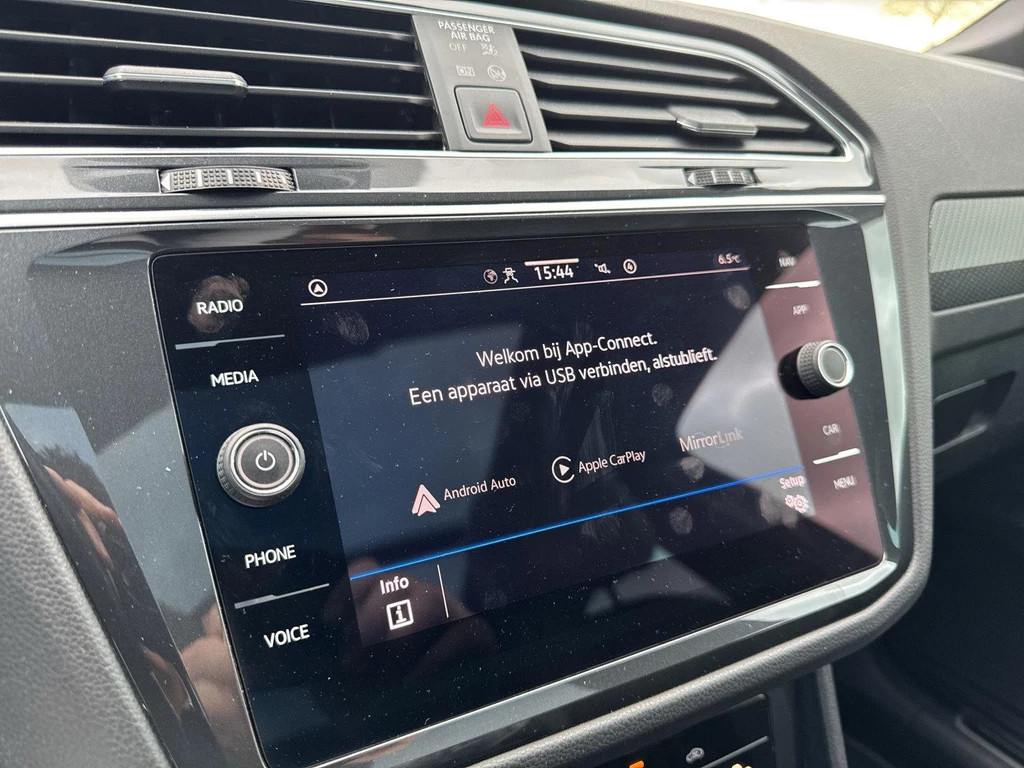 PASSENGER
AIR BAG
OFF
RADIO
MEDIA
PHONE
VOICE
15:44
6.5°C
Welkom bij App-Connect.
Een apparaat via USB verbinden, alstublieft.
Android Auto
Apple CarPlay
MirrorLink
Setup
Info
i
NAV
APP
CAR
MENU